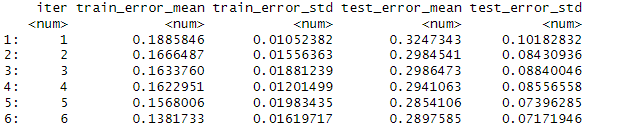 iter train_error_mean train_error_std test_error_mean test_error_std
<num> <num> <num> <num> <num>
1: 1 0.1885846 0.01052382 0.3247343 0.10182832
2: 2 0.1666487 0.01556363 0.2984541 0.08430936
3: 3 0.1633760 0.01881239 0.2986473 0.08840046
4: 4 0.1622951 0.01201499 0.2941063 0.08556558
5: 5 0.1568006 0.01983435 0.2854106 0.07396285
6: 6 0.1381733 0.01619717 0.2897585 0.07171946